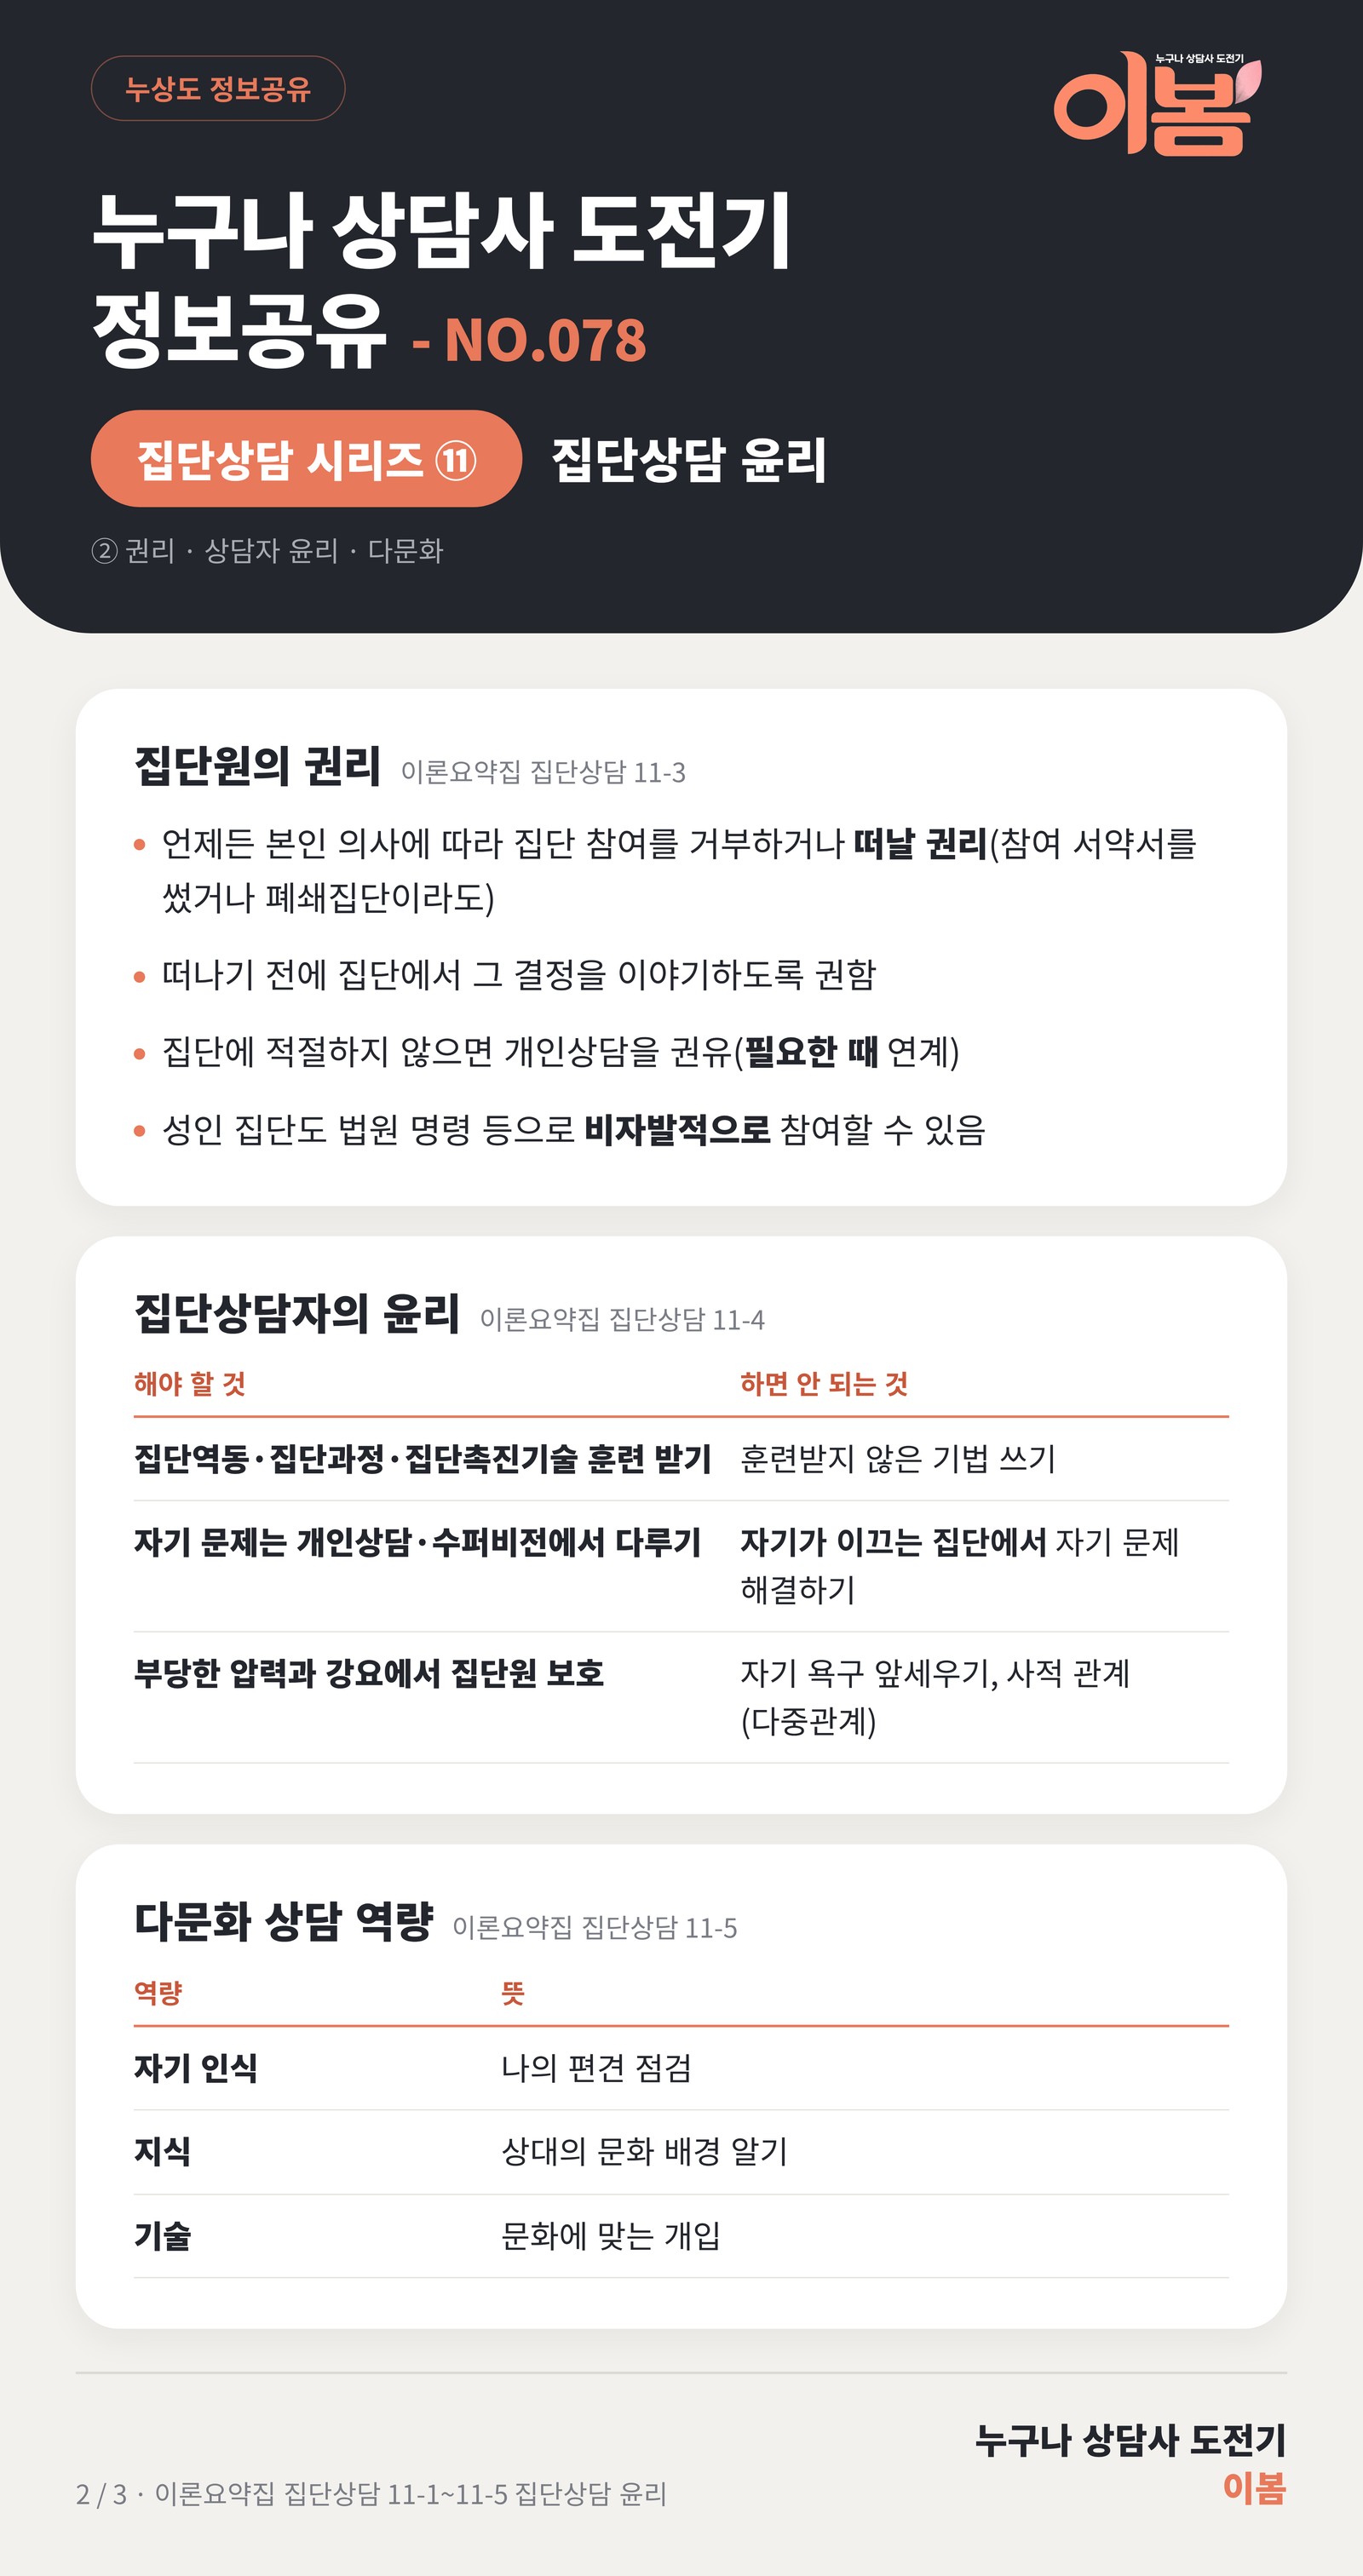 누상도 정보공유
누구나 상담사 도전기
이봄
누구나 상담사 도전기
정보공유 - NO.078
집단상담 시리즈 ⑪ 집단상담 윤리
② 권리 · 상담자 윤리 · 다문화
집단원의 권리 이론요약집 집단상담 11-3
• 언제든 본인 의사에 따라 집단 참여를 거부하거나 떠날 권리(참여 서약서를
썼거나 폐쇄집단이라도)
• 떠나기 전에 집단에서 그 결정을 이야기하도록 권함
• 집단에 적절하지 않으면 개인상담을 권유(필요한 때 연계)
• 성인 집단도 법원 명령 등으로 비자발적으로 참여할 수 있음
집단상담자의 윤리 이론요약집 집단상담 11-4
해야 할 것 하면 안 되는 것
집단역동·집단과정·집단촉진기술 훈련 받기 훈련받지 않은 기법 쓰기
자기 문제는 개인상담·수퍼비전에서 다루기 자기가 이끄는 집단에서 자기 문제
해결하기
부당한 압력과 강요에서 집단원 보호 자기 욕구 앞세우기, 사적 관계
(다중관계)
다문화 상담 역량 이론요약집 집단상담 11-5
역량 뜻
자기 인식 나의 편견 점검
지식 상대의 문화 배경 알기
기술 문화에 맞는 개입
누구나 상담사 도전기
2 / 3 · 이론요약집 집단상담 11-1~11-5 집단상담 윤리 이봄